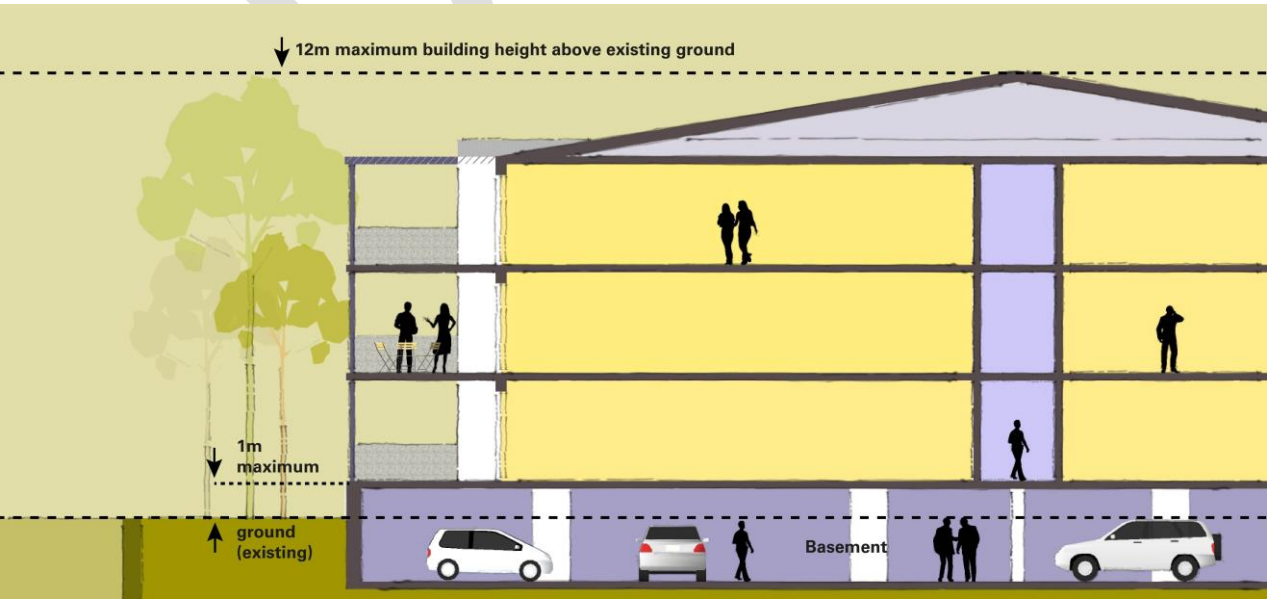 12m maximum building height above existing ground
1m
maximum
ground
(existing)
Basement